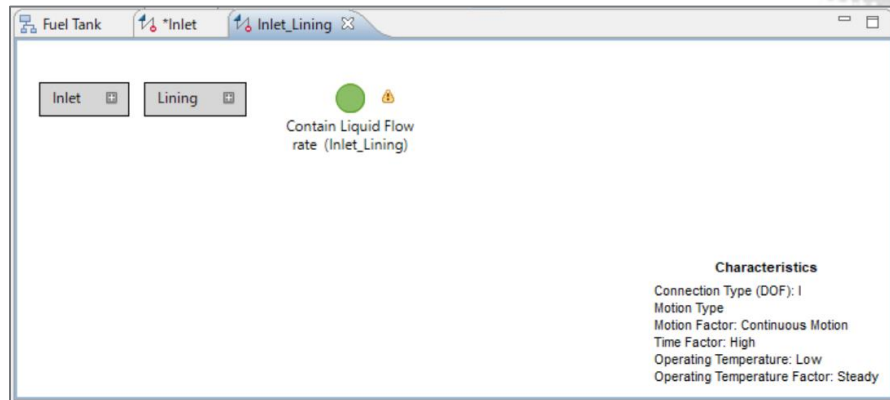 Fuel Tank *Inlet Inlet_Lining
Inlet Lining
Contain Liquid Flow
rate (Inlet_Lining)
Characteristics
Connection Type (DOF): I
Motion Type
Motion Factor: Continuous Motion
Time Factor: High
Operating Temperature: Low
Operating Temperature Factor: Steady